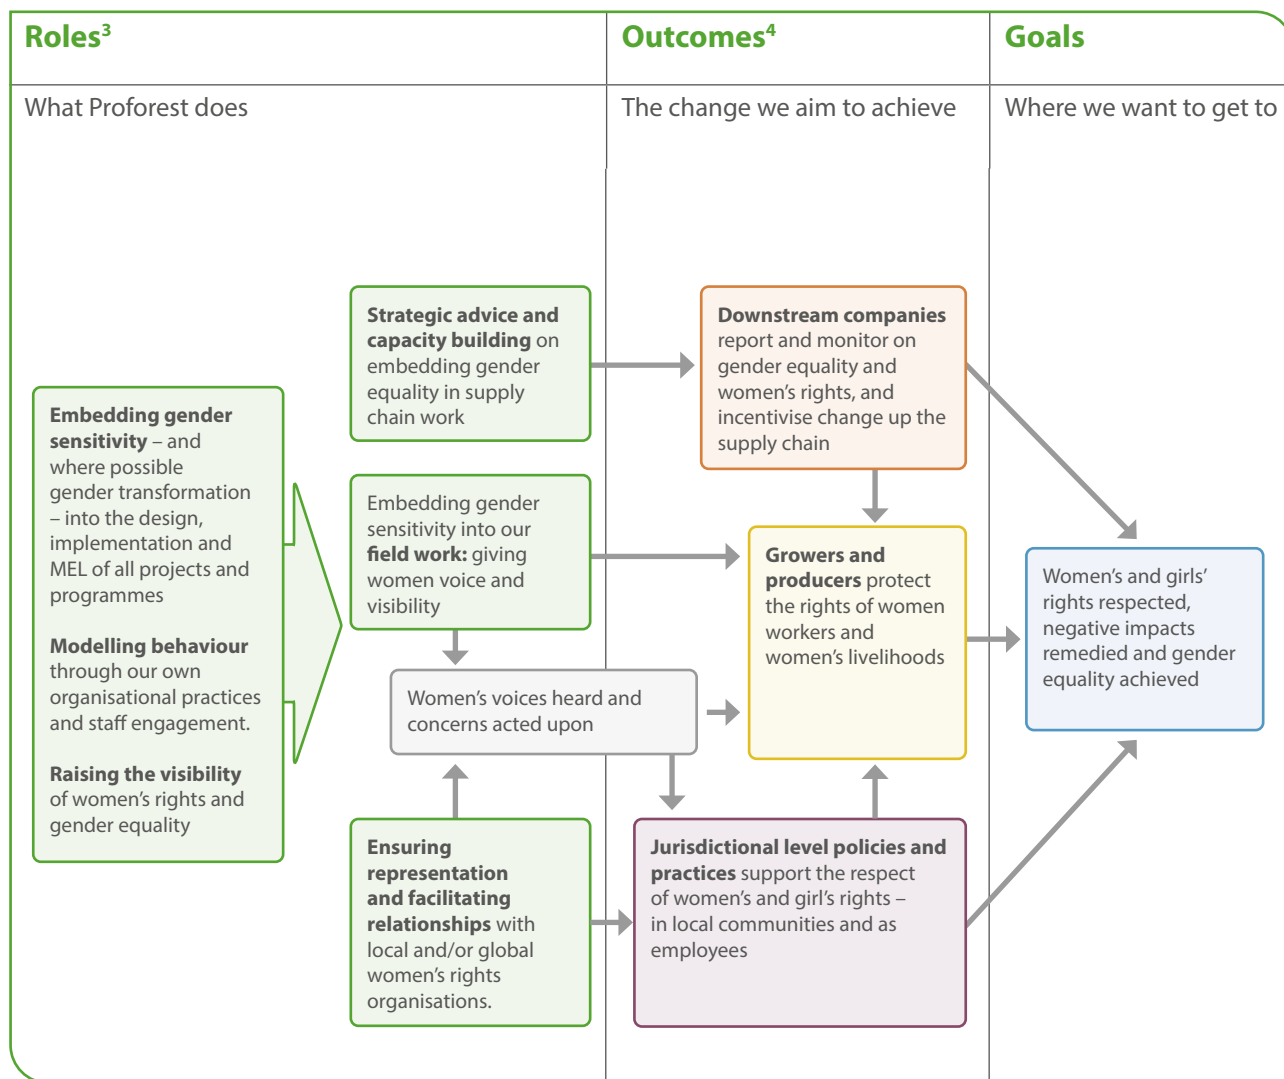 Roles³
Outcomes⁴
Goals
What Proforest does
The change we aim to achieve
Where we want to get to
Embedding gender
sensitivity – and
where possible
gender transformation
– into the design,
implementation and
MEL of all projects and
programmes
Modelling behaviour
through our own
organisational practices
and staff engagement.
Raising the visibility
of women’s rights and
gender equality
Strategic advice and
capacity building on
embedding gender
equality in supply
chain work
Embedding gender
sensitivity into our
field work: giving
women voice and
visibility
Women’s voices heard and
concerns acted upon
Ensuring
representation
and facilitating
relationships with
local and/or global
women’s rights
organisations.
Downstream companies
report and monitor on
gender equality and
women’s rights, and
incentivise change up the
supply chain
Growers and
producers protect
the rights of women
workers and
women’s livelihoods
Jurisdictional level policies and
practices support the respect
of women’s and girl’s rights –
in local communities and as
employees
Women’s and girls’
rights respected,
negative impacts
remedied and gender
equality achieved